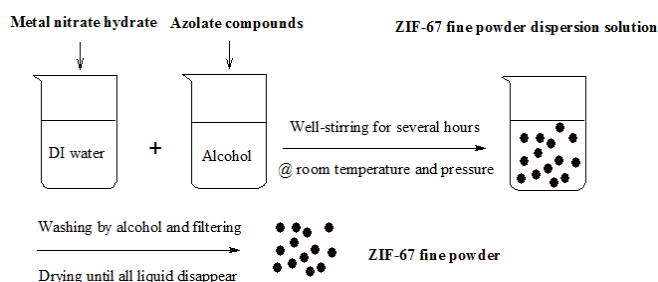 Metal nitrate hydrate
Azolate compounds
ZIF-67 fine powder dispersion solution
DI water
+
Alcohol
Well-stirring for several hours
@ room temperature and pressure
Washing by alcohol and filtering
Drying until all liquid disappear
ZIF-67 fine powder